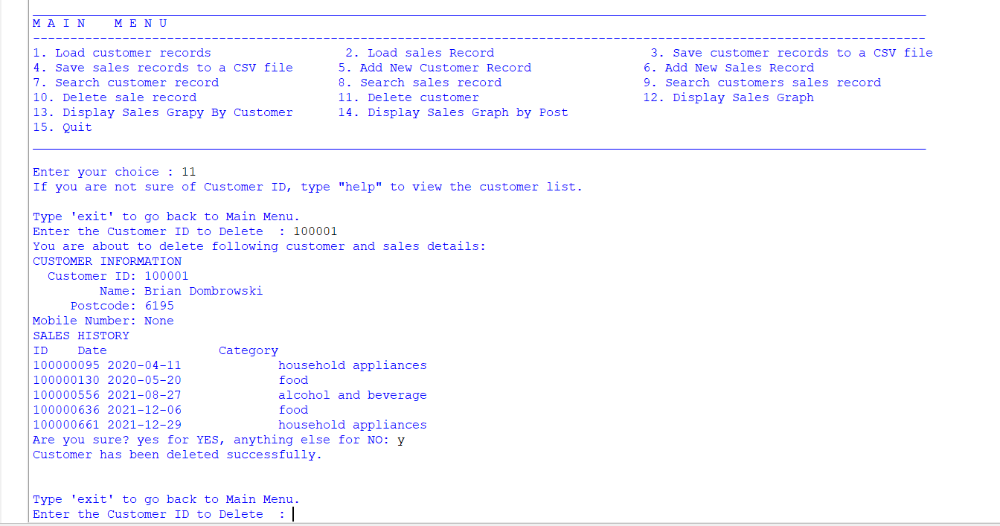 M A I N    M E N U
------------------------------------------------------------------------------------------------------------------------
1. Load customer records                  2. Load sales Record                     3. Save customer records to a CSV file
4. Save sales records to a CSV file      5. Add New Customer Record               6. Add New Sales Record
7. Search customer record                8. Search sales record                   9. Search customers sales record
10. Delete sale record                   11. Delete customer                      12. Display Sales Graph
13. Display Sales Grapy By Customer      14. Display Sales Graph by Post
15. Quit
Enter your choice : 11
If you are not sure of Customer ID, type "help" to view the customer list.
Type 'exit' to go back to Main Menu.
Enter the Customer ID to Delete  : 100001
You are about to delete following customer and sales details:
CUSTOMER INFORMATION
  Customer ID: 100001
         Name: Brian Dombrowski
     Postcode: 6195
Mobile Number: None
SALES HISTORY
ID    Date               Category
100000095 2020-04-11             household appliances
100000130 2020-05-20             food
100000556 2021-08-27             alcohol and beverage
100000636 2021-12-06             food
100000661 2021-12-29             household appliances
Are you sure? yes for YES, anything else for NO: y
Customer has been deleted successfully.
Type 'exit' to go back to Main Menu.
Enter the Customer ID to Delete  :